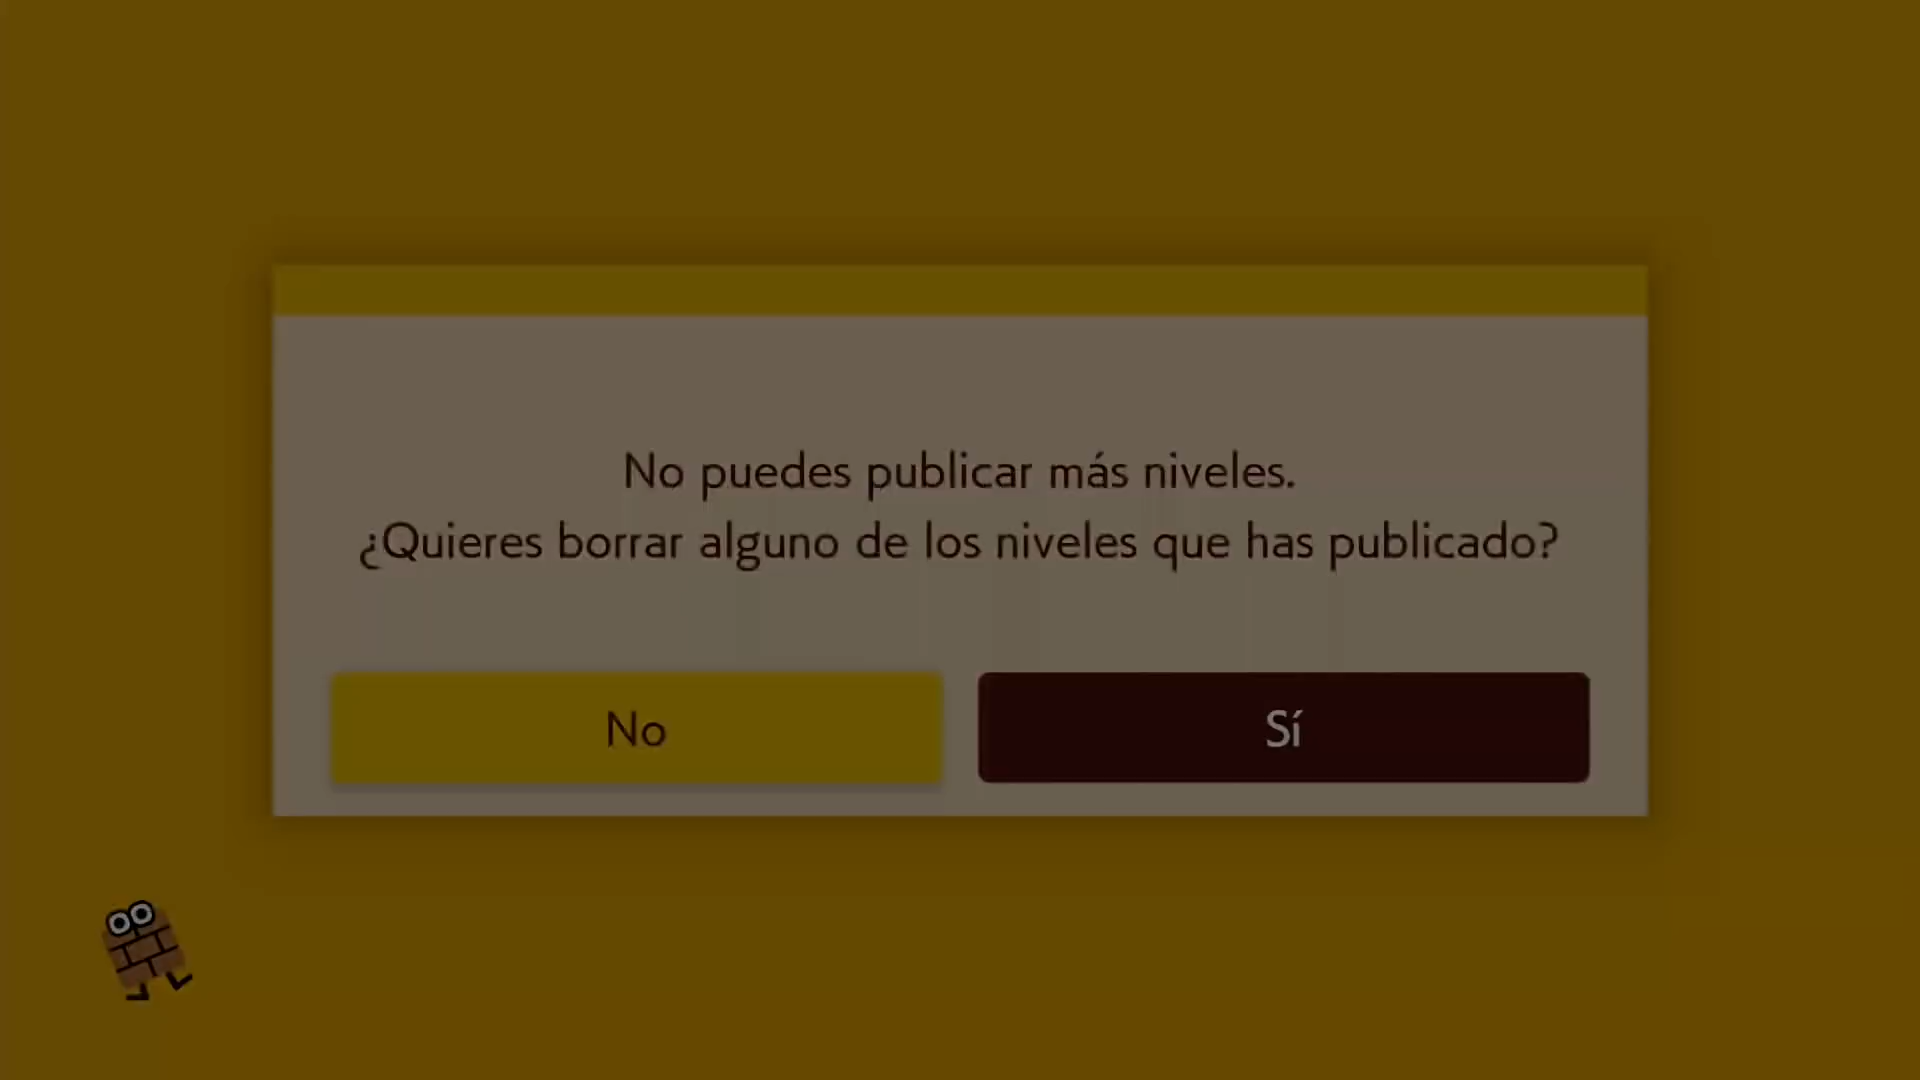 No puedes publicar más niveles.
¿Quieres borrar alguno de los niveles que has publicado?
No
Sí